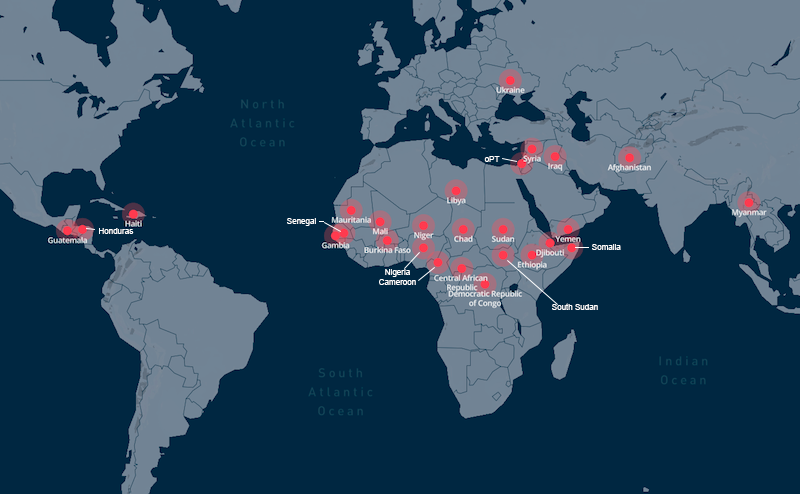 North
Atlantic
Ocean
Ukraine
oPT
Syria
Iraq
Afghanistan
Libya
Myanmar
Haiti
Senegal
Mauritania
Mali
Honduras
Guatemala
Gambia
Burkina Faso
Niger
Chad
Sudan
Yemen
Djibouti
Somalia
Ethiopia
Nigeria
Cameroon
Central African
Republic
Democratic Republic
of Congo
South Sudan
South
Atlantic
Ocean
Indian
Ocean